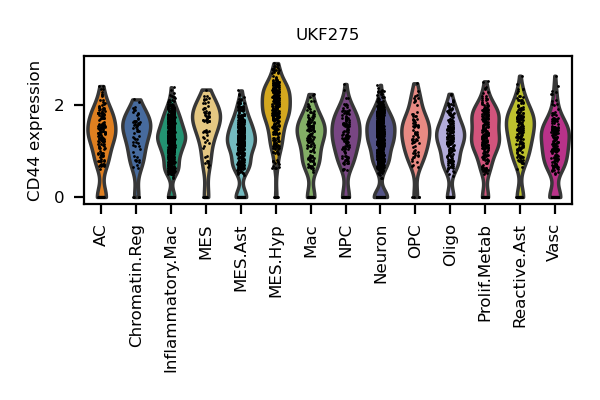 UKF275
CD44 expression
2
0
AC
Chromatin.Reg
Inflammatory.Mac
MES
MES.Ast
MES.Hyp
Mac
NPC
Neuron
OPC
Oligo
Prolif.Metab
Reactive.Ast
Vasc